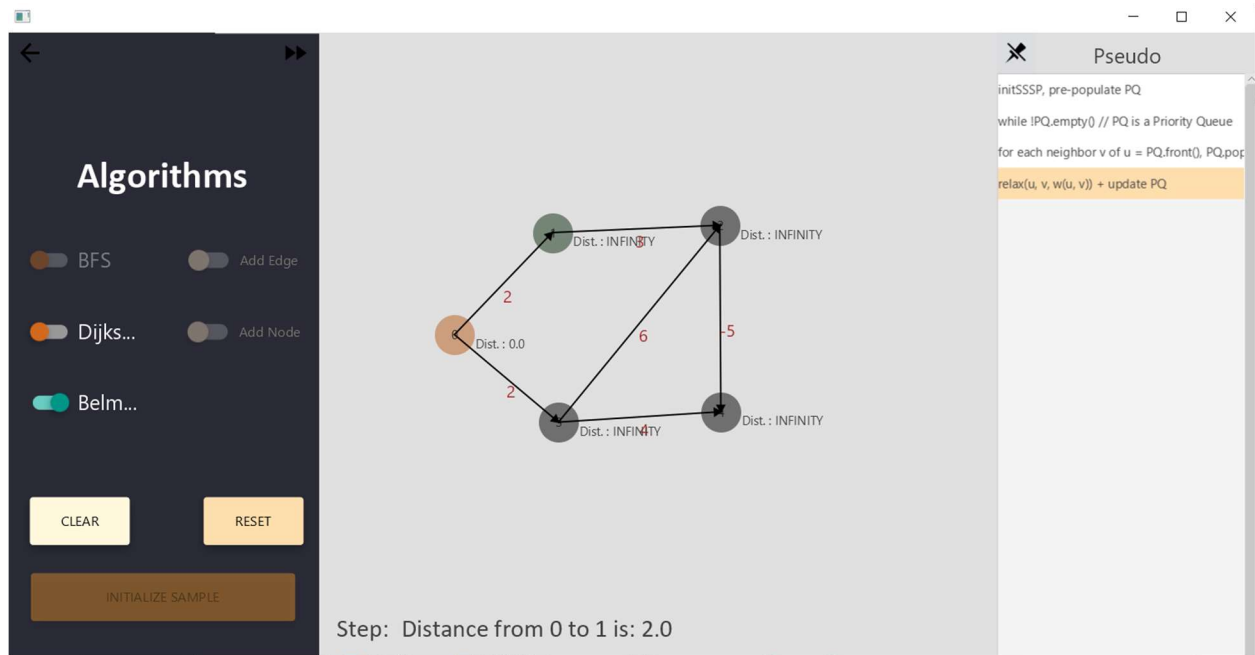 Pseudo
Algorithms
BFS
Add Edge
Dijks...
Add Node
Belm...
CLEAR
RESET
INITIALIZE SAMPLE
Dist. : INFINITY
3
Dist. : INFINITY
2
Dist. : 0.0
6
-5
2
Dist. : INFINITY
4
Dist. : INFINITY
Step: Distance from 0 to 1 is: 2.0
initSSSP, pre-populate PQ
while !PQ.empty() // PQ is a Priority Queue
for each neighbor v of u = PQ.front(), PQ.pop
relax(u, v, w(u, v)) + update PQ